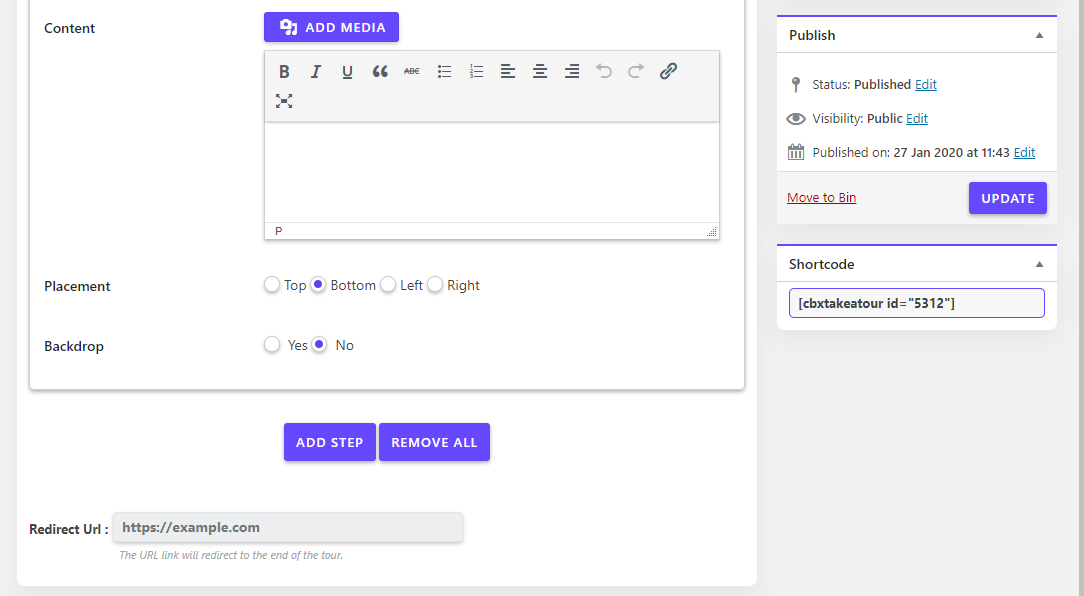 Content
ADD MEDIA
B I U ABC
P
Placement
Top Bottom Left Right
Backdrop
Yes No
ADD STEP REMOVE ALL
Redirect Url : https://example.com
The URL link will redirect to the end of the tour.
Publish
Status: Published Edit
Visibility: Public Edit
Published on: 27 Jan 2020 at 11:43 Edit
Move to Bin UPDATE
Shortcode
[cbxtakeatour id="5312"]